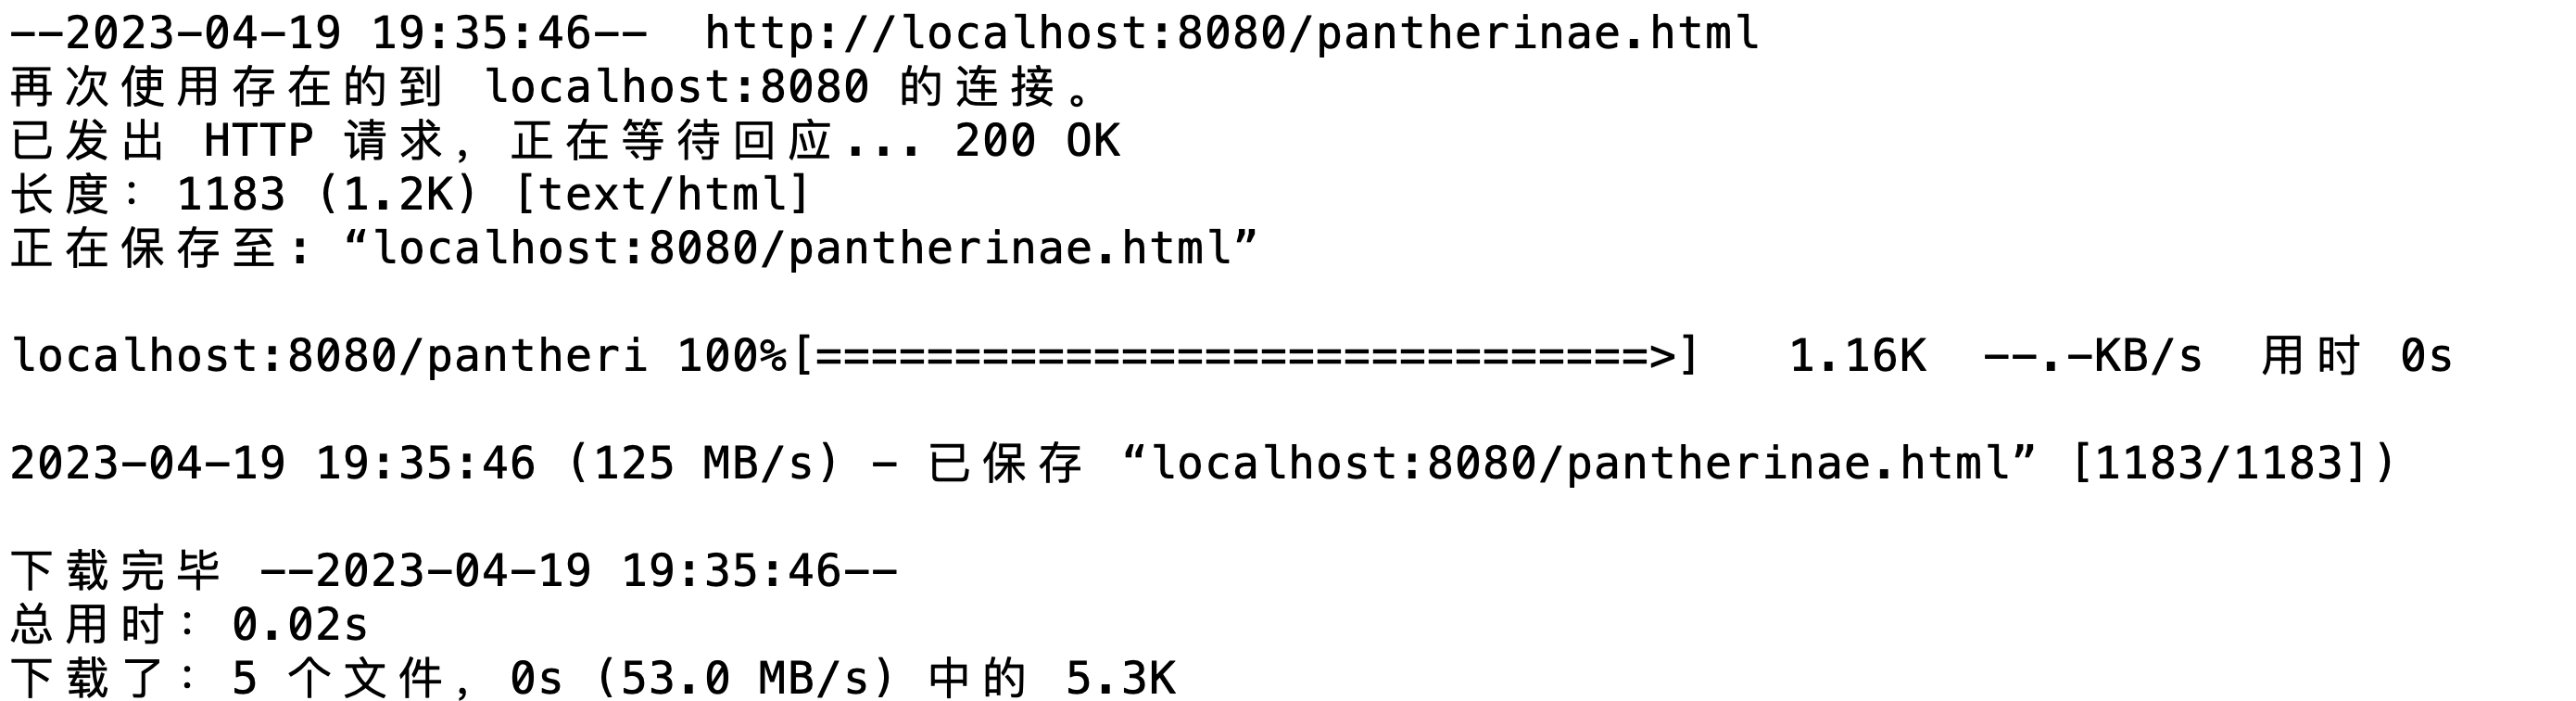 --2023-04-19 19:35:46--  http://localhost:8080/pantherinae.html
再次使用存在的到 localhost:8080 的连接。
已发出 HTTP 请求，正在等待回应... 200 OK
长度：1183 (1.2K) [text/html]
正在保存至: “localhost:8080/pantherinae.html”
localhost:8080/pantheri 100%[==============================>]   1.16K  --.-KB/s  用时 0s
2023-04-19 19:35:46 (125 MB/s) - 已保存 “localhost:8080/pantherinae.html” [1183/1183])
下载完毕 --2023-04-19 19:35:46--
总用时：0.02s
下载了：5 个文件，0s (53.0 MB/s) 中的 5.3K